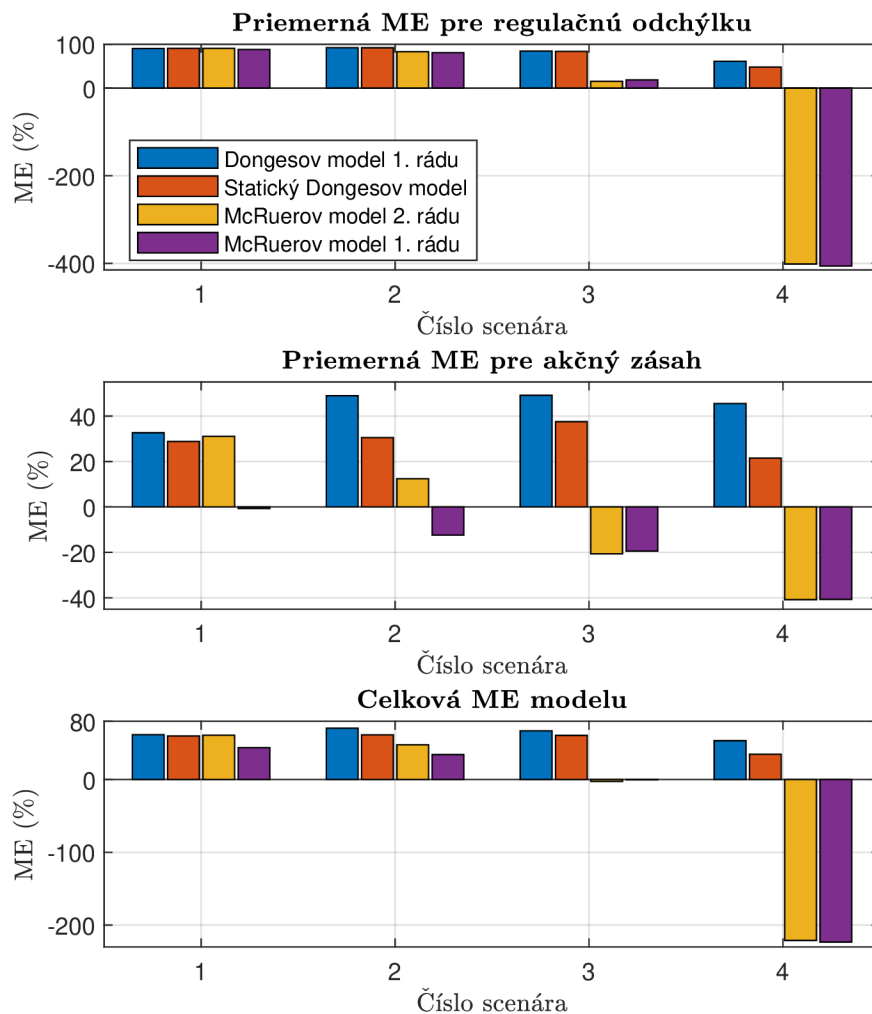 Priemerná ME pre regulačnú odchýlku
100
0
-200
-400
ME (%)
Dongesov model 1. rádu
Statický Dongesov model
McRuerov model 2. rádu
McRuerov model 1. rádu
1 2 3 4
Číslo scenára
Priemerná ME pre akčný zásah
40
20
0
-20
-40
ME (%)
1 2 3 4
Číslo scenára
Celková ME modelu
80
0
-100
-200
ME (%)
1 2 3 4
Číslo scenára